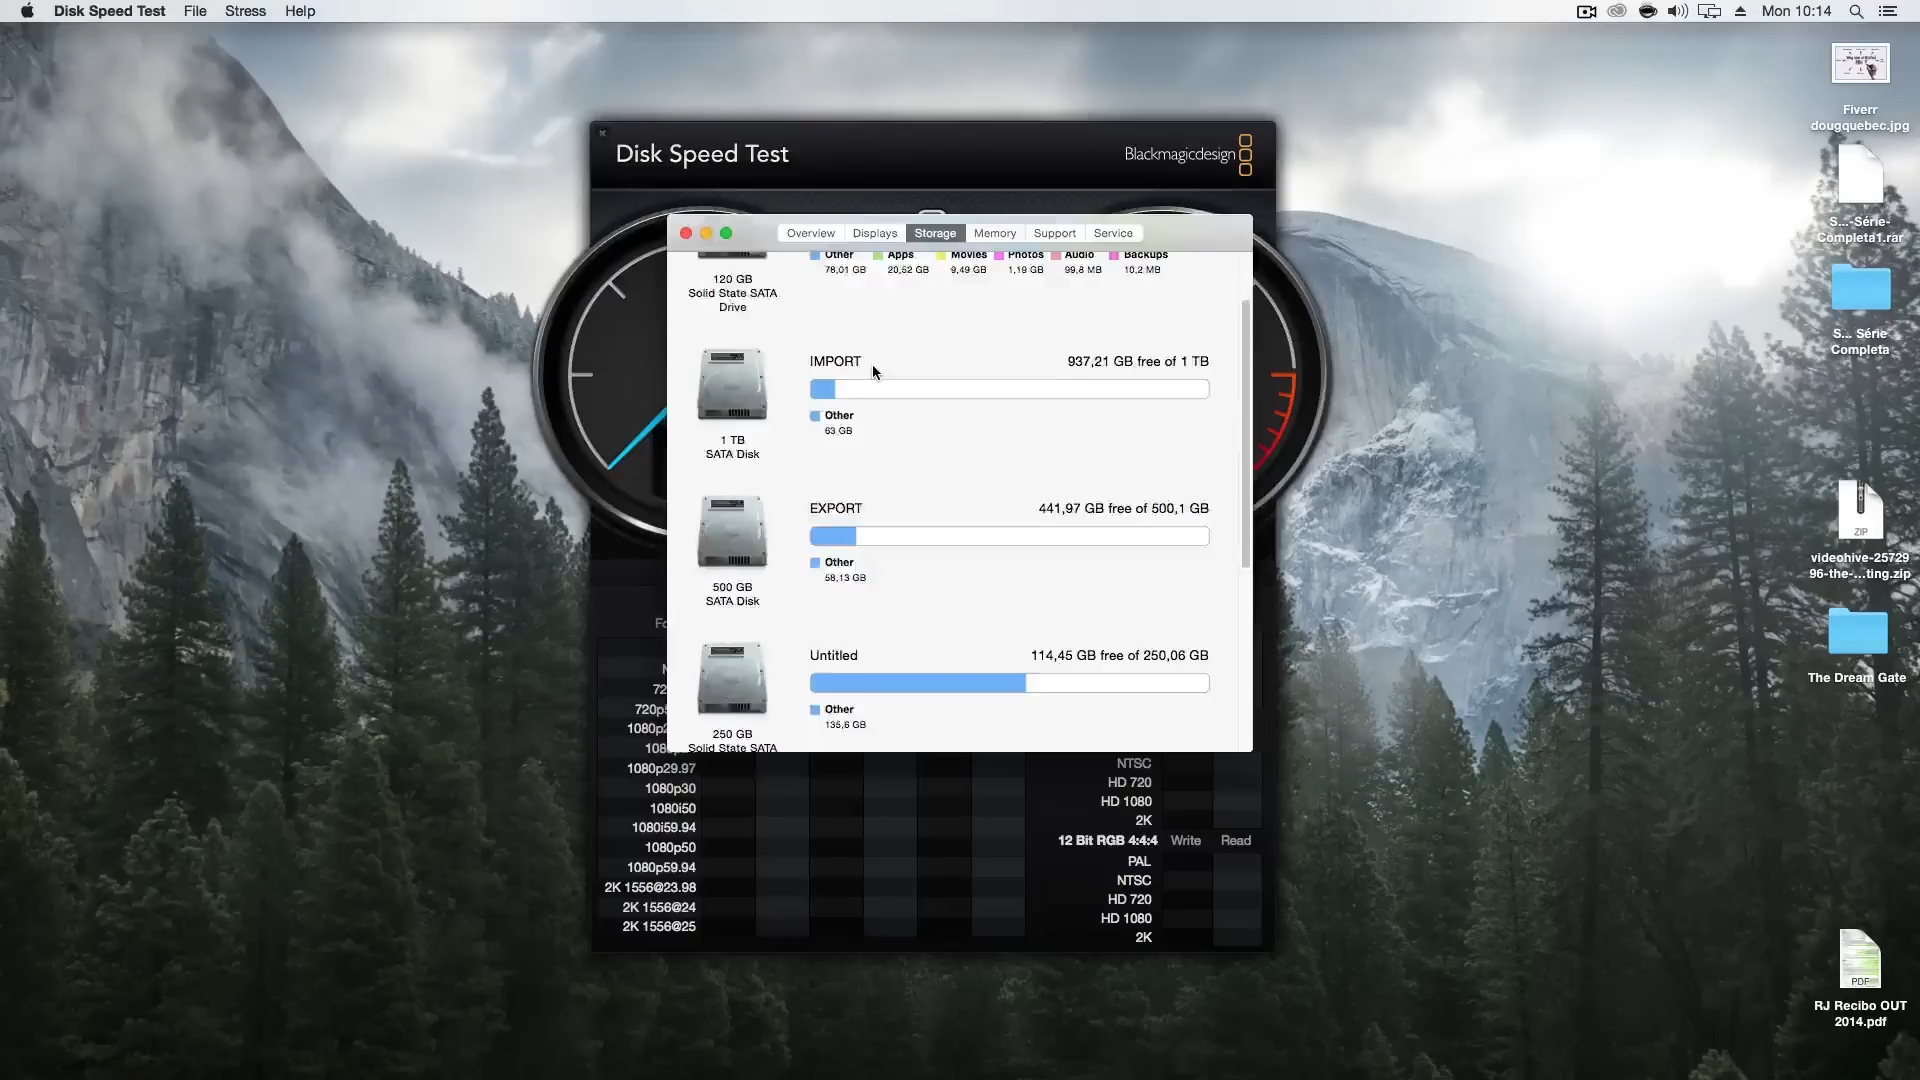 Disk Speed Test File Stress Help
Mon 10:14
Disk Speed Test
Blackmagicdesign
Overview Displays Storage Memory Support Service
Other Apps Movies Photos Audio Backups
78,01 GB 20,52 GB 9,49 GB 1,19 GB 99,8 MB 10,2 MB
120 GB
Solid State SATA
Drive
IMPORT 937,21 GB free of 1 TB
Other
63 GB
1 TB
SATA Disk
EXPORT 441,97 GB free of 500,1 GB
Other
58,13 GB
500 GB
SATA Disk
Untitled 114,45 GB free of 250,06 GB
Other
135,6 GB
250 GB
Solid State SATA
1080p29.97
1080p30
1080i50
1080i59.94
1080p50
1080p59.94
2K 1556@23.98
2K 1556@24
2K 1556@25
NTSC
HD 720
HD 1080
2K
12 Bit RGB 4:4:4 Write Read
PAL
NTSC
HD 720
HD 1080
2K
Fiverr
dougquebec.jpg
S...-Série-
Completa1.rar
S... Série
Completa
ZIP
videohive-25729
96-the-...ting.zip
The Dream Gate
PDF
RJ Recibo OUT
2014.pdf